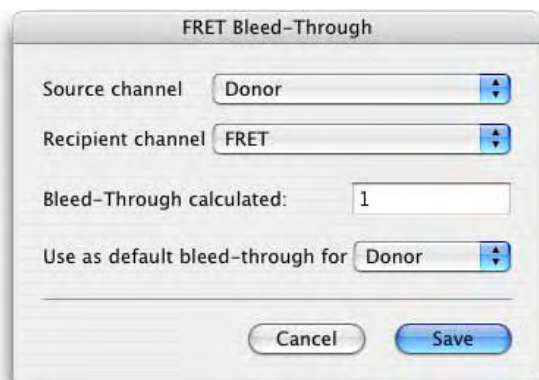 FRET Bleed-Through
Source channel Donor
Recipient channel FRET
Bleed-Through calculated: 1
Use as default bleed-through for Donor
Cancel Save